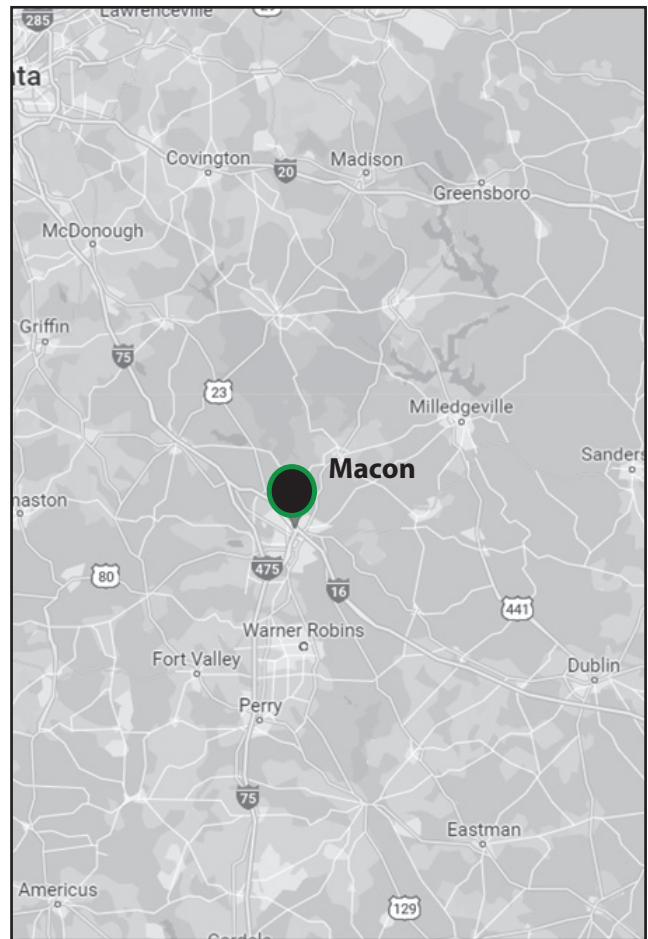 Lawrenceville
285
ta
Covington
Madison
20
Greensboro
McDonough
Griffin
75
23
Milledgeville
Macon
Sanders
naston
475
80
16
441
Warner Robins
Fort Valley
Dublin
Perry
75
Eastman
Americus
129